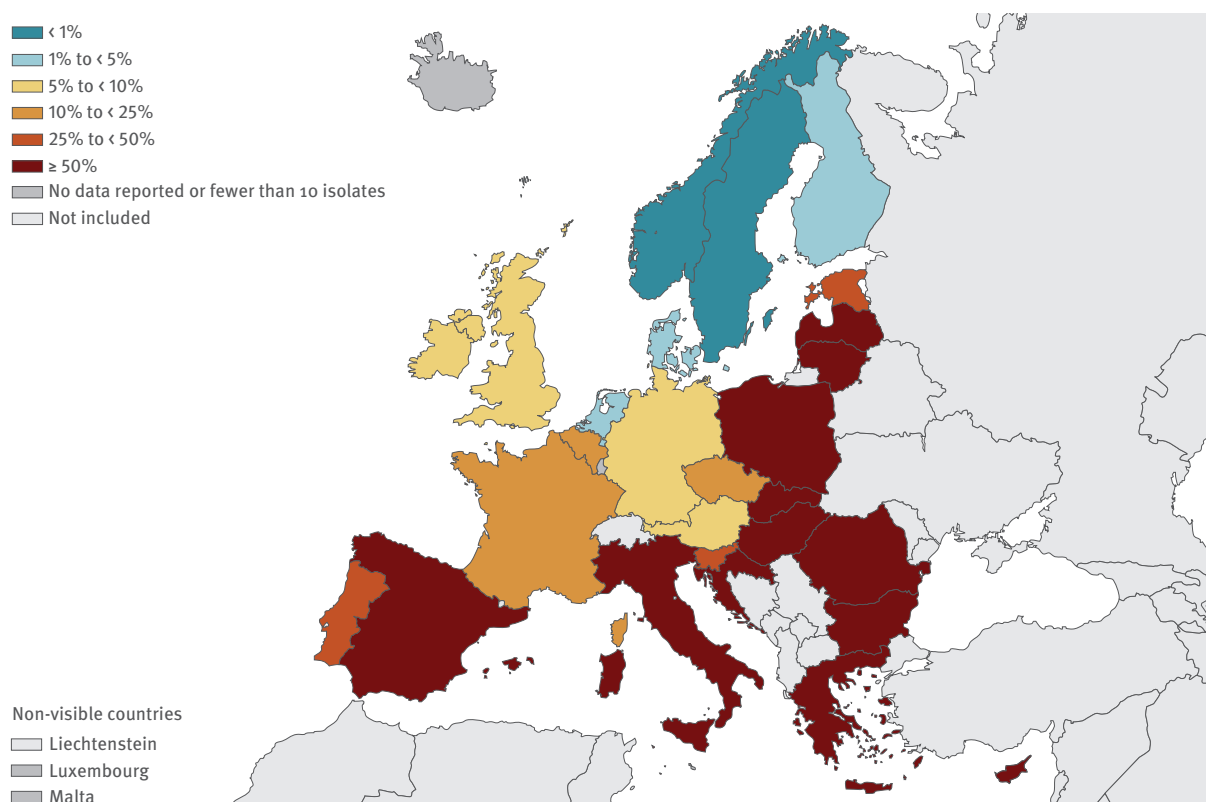 < 1%
1% to < 5%
5% to < 10%
10% to < 25%
25% to < 50%
≥ 50%
No data reported or fewer than 10 isolates
Not included
Non-visible countries
Liechtenstein
Luxembourg
Malta